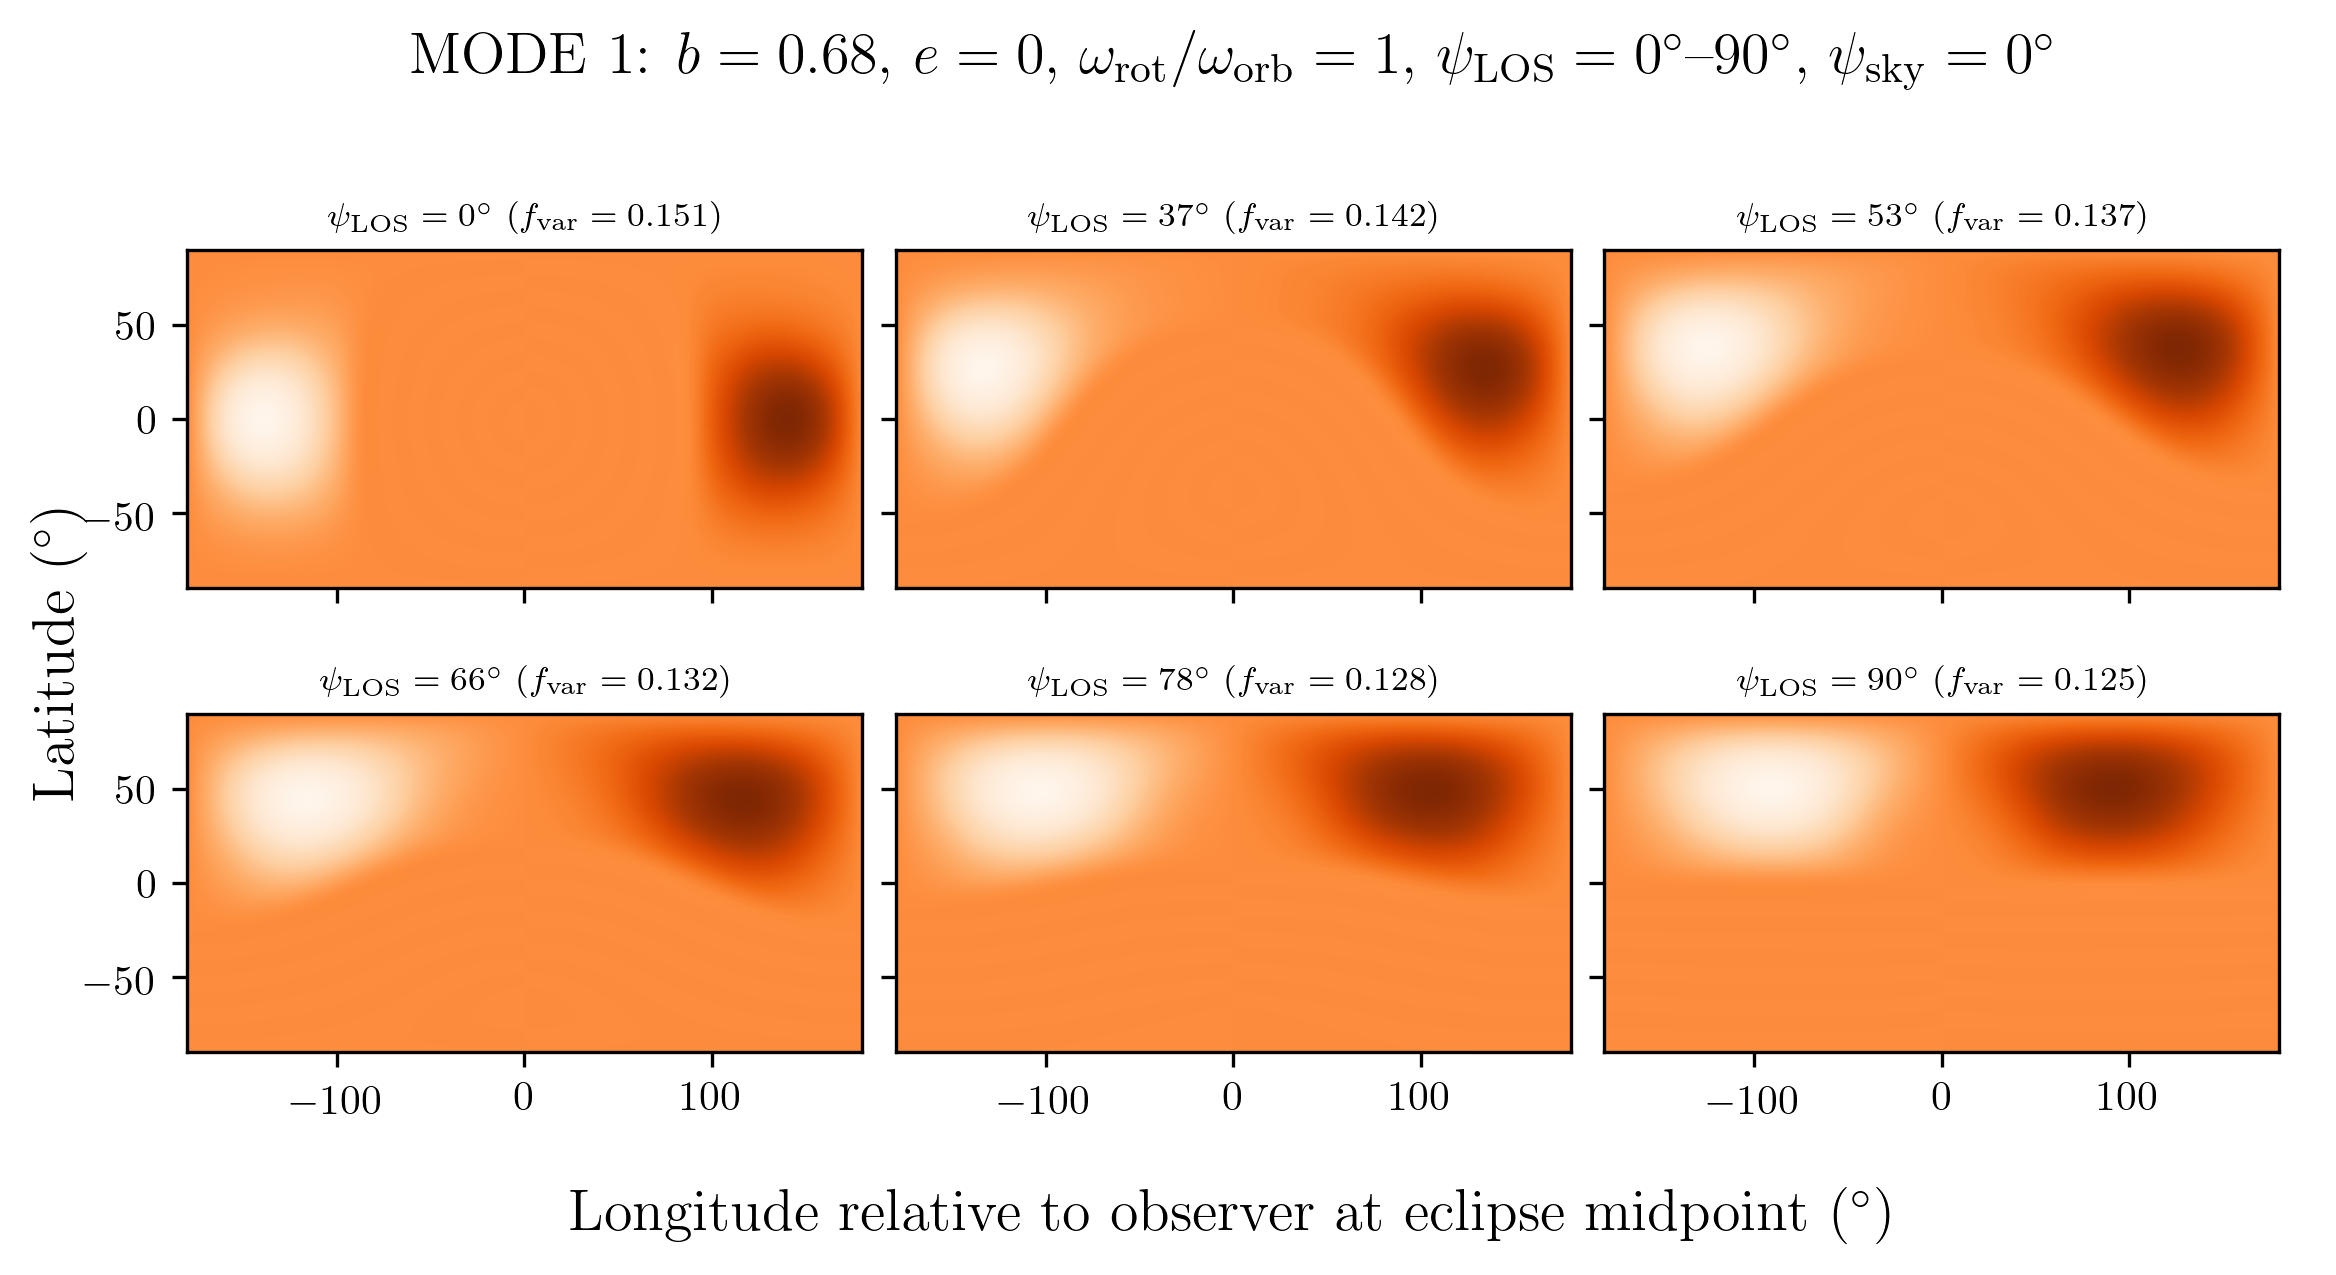 MODE 1: b = 0.68, e = 0, ω_rot/ω_orb = 1, ψ_LOS = 0°–90°, ψ_sky = 0°
ψ_LOS = 0° (f_var = 0.151)
ψ_LOS = 37° (f_var = 0.142)
ψ_LOS = 53° (f_var = 0.137)
50
0
−50
ψ_LOS = 66° (f_var = 0.132)
ψ_LOS = 78° (f_var = 0.128)
ψ_LOS = 90° (f_var = 0.125)
50
0
−50
−100 0 100
−100 0 100
−100 0 100
Latitude (°)
Longitude relative to observer at eclipse midpoint (°)